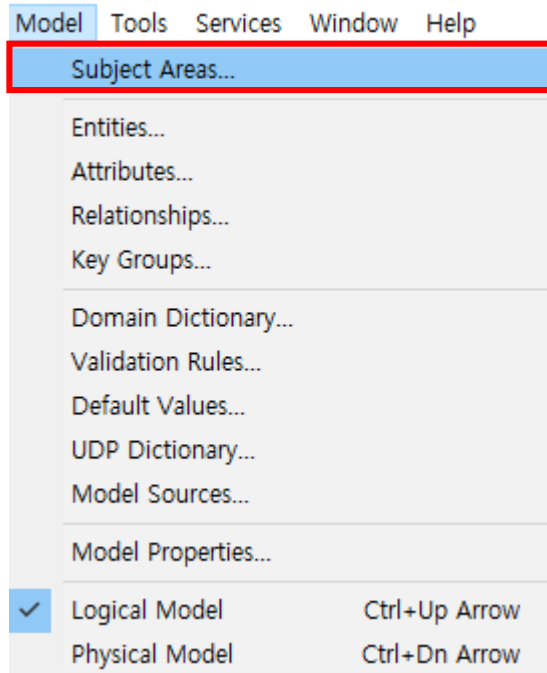 Model Tools Services Window Help
Subject Areas...
Entities...
Attributes...
Relationships...
Key Groups...
Domain Dictionary...
Validation Rules...
Default Values...
UDP Dictionary...
Model Sources...
Model Properties...
Logical Model Ctrl+Up Arrow
Physical Model Ctrl+Dn Arrow